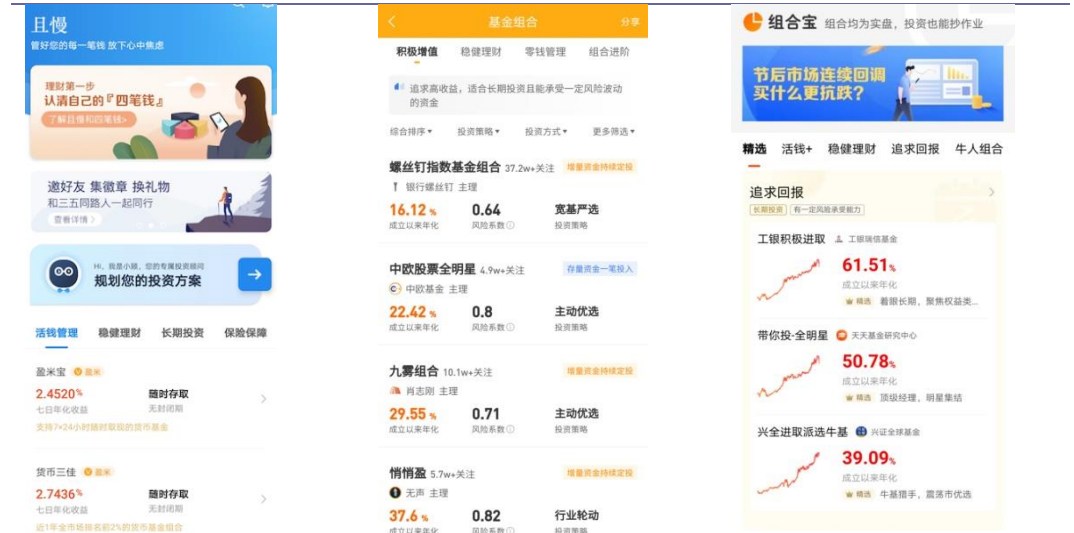 且慢
管好您的每一笔钱 放下心中焦虑
理财第一步
认清自己的『四笔钱』
了解且慢和四笔钱>
邀好友 集徽章 换礼物
和三五同路人一起同行
查看详情 >
Hi, 我是小顾, 您的专属投资顾问
规划您的投资方案
活钱管理 稳健理财 长期投资 保险保障
盈米宝 盈米
2.4520% 随时存取
七日年化收益 无封闭期
支持7×24小时随时取现的货币基金
货币三佳 盈米
2.7436% 随时存取
七日年化收益 无封闭期
近1年全市场排名前2%的货币基金组合
基金组合 分享
积极增值 稳健理财 零钱管理 组合进阶
追求高收益，适合长期投资且能承受一定风险波动
的资金
综合排序 投资策略 投资方式 更多筛选
螺丝钉指数基金组合 37.2w+关注 增量资金持续定投
银行螺丝钉 主理
16.12% 0.64 宽基严选
成立以来年化 风险系数 投资策略
中欧股票全明星 4.9w+关注 存量资金一笔投入
中欧基金 主理
22.42% 0.8 主动优选
成立以来年化 风险系数 投资策略
九雾组合 10.1w+关注 增量资金持续定投
肖志刚 主理
29.55% 0.71 主动优选
成立以来年化 风险系数 投资策略
悄悄盈 5.7w+关注 增量资金持续定投
无声 主理
37.6% 0.82 行业轮动
成立以来年化 风险系数 投资策略
组合宝 组合均为实盘，投资也能抄作业
节后市场连续回调
买什么更抗跌？
精选 活钱+ 稳健理财 追求回报 牛人组合
追求回报
长期投资 有一定风险承受能力
工银积极进取 工银瑞信基金
61.51%
成立以来年化
精选 着眼长期，聚焦权益类...
带你投-全明星 天天基金研究中心
50.78%
成立以来年化
精选 顶级经理，明星集结
兴全进取派选牛基 兴证全球基金
39.09%
成立以来年化
精选 牛基猎手，震荡市优选